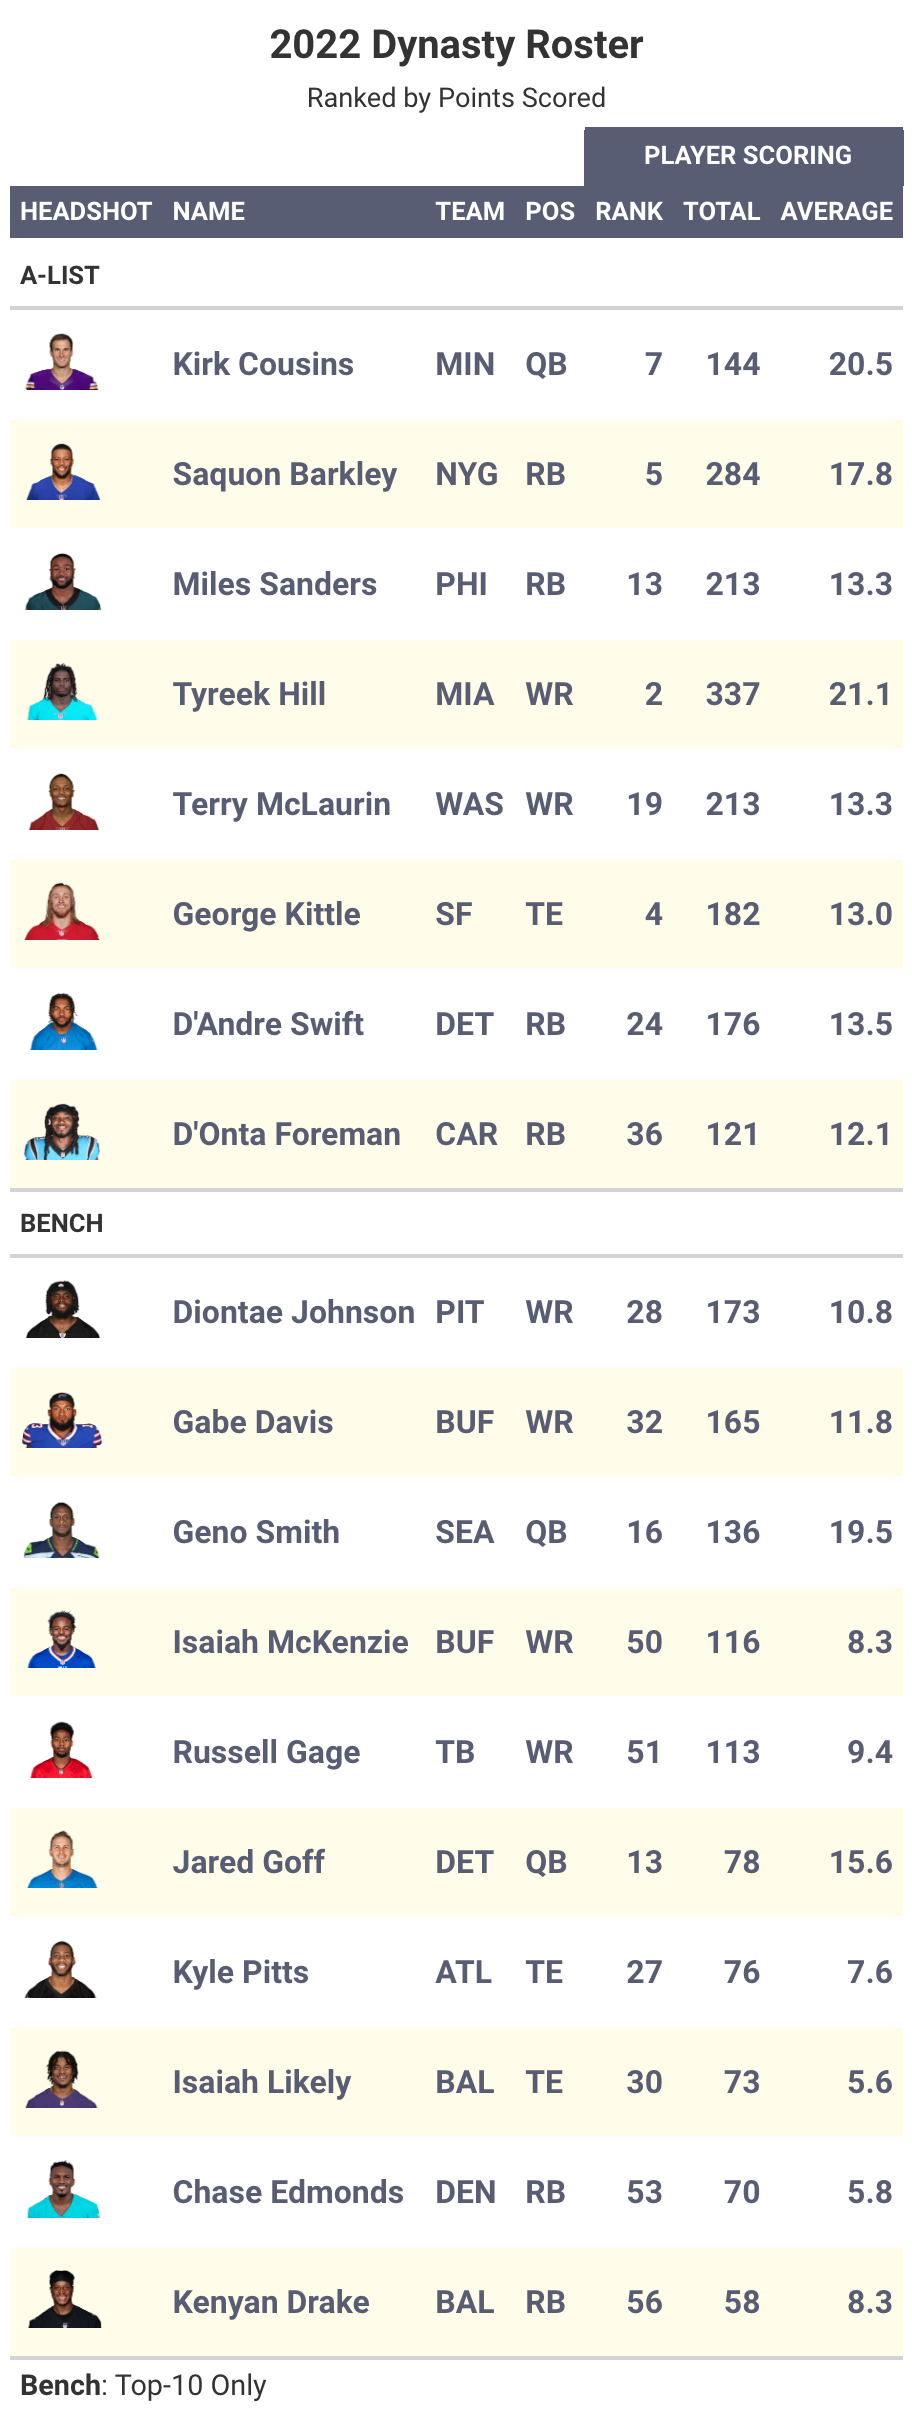 2022 Dynasty Roster
Ranked by Points Scored
PLAYER SCORING
HEADSHOT NAME TEAM POS RANK TOTAL AVERAGE
A-LIST
Kirk Cousins MIN QB 7 144 20.5
Saquon Barkley NYG RB 5 284 17.8
Miles Sanders PHI RB 13 213 13.3
Tyreek Hill MIA WR 2 337 21.1
Terry McLaurin WAS WR 19 213 13.3
George Kittle SF TE 4 182 13.0
D'Andre Swift DET RB 24 176 13.5
D'Onta Foreman CAR RB 36 121 12.1
BENCH
Diontae Johnson PIT WR 28 173 10.8
Gabe Davis BUF WR 32 165 11.8
Geno Smith SEA QB 16 136 19.5
Isaiah McKenzie BUF WR 50 116 8.3
Russell Gage TB WR 51 113 9.4
Jared Goff DET QB 13 78 15.6
Kyle Pitts ATL TE 27 76 7.6
Isaiah Likely BAL TE 30 73 5.6
Chase Edmonds DEN RB 53 70 5.8
Kenyan Drake BAL RB 56 58 8.3
Bench: Top-10 Only